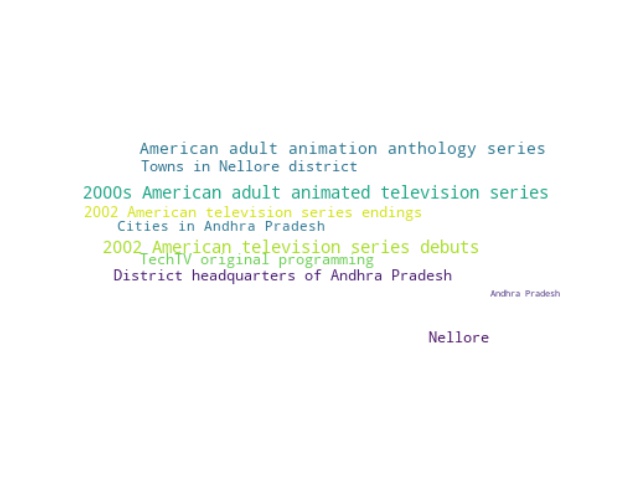 American adult animation anthology series
Towns in Nellore district
2000s American adult animated television series
2002 American television series endings
Cities in Andhra Pradesh
2002 American television series debuts
TechTV original programming
District headquarters of Andhra Pradesh
Andhra Pradesh
Nellore